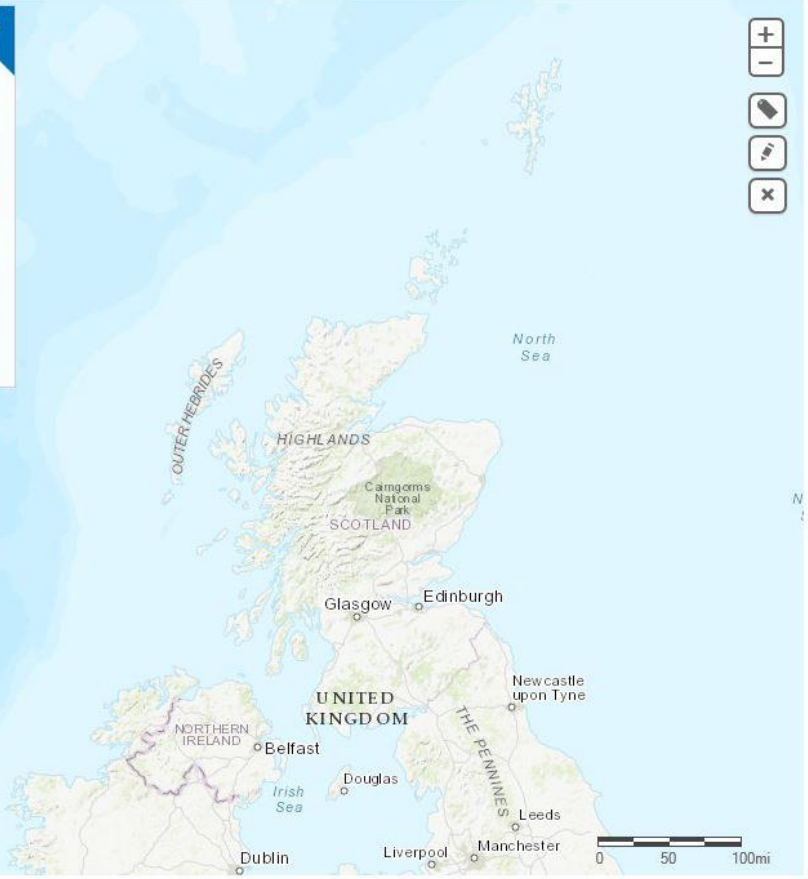 +
−
North
Sea
OUTER HEBRIDES
HIGHLANDS
Cairngorms
National
Park
SCOTLAND
N
Glasgow
Edinburgh
Newcastle
upon Tyne
UNITED
KINGDOM
THE PENNINES
NORTHERN
IRELAND
Belfast
Douglas
Irish
Sea
Leeds
Manchester
Liverpool
Dublin
0 50 100mi